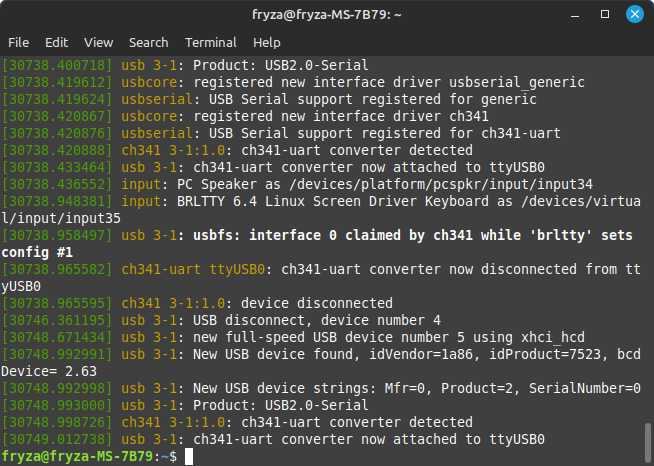 fryza@fryza-MS-7B79: ~
File Edit View Search Terminal Help
[30738.400718] usb 3-1: Product: USB2.0-Serial
[30738.419612] usbcore: registered new interface driver usbserial_generic
[30738.419624] usbserial: USB Serial support registered for generic
[30738.420867] usbcore: registered new interface driver ch341
[30738.420876] usbserial: USB Serial support registered for ch341-uart
[30738.420888] ch341 3-1:1.0: ch341-uart converter detected
[30738.433464] usb 3-1: ch341-uart converter now attached to ttyUSB0
[30738.436552] input: PC Speaker as /devices/platform/pcspkr/input/input34
[30738.948381] input: BRLTTY 6.4 Linux Screen Driver Keyboard as /devices/virtua
l/input/input35
[30738.958497] usb 3-1: usbfs: interface 0 claimed by ch341 while 'brltty' sets
config #1
[30738.965582] ch341-uart ttyUSB0: ch341-uart converter now disconnected from tt
yUSB0
[30738.965595] ch341 3-1:1.0: device disconnected
[30746.361195] usb 3-1: USB disconnect, device number 4
[30748.671434] usb 3-1: new full-speed USB device number 5 using xhci_hcd
[30748.992991] usb 3-1: New USB device found, idVendor=1a86, idProduct=7523, bcd
Device= 2.63
[30748.992998] usb 3-1: New USB device strings: Mfr=0, Product=2, SerialNumber=0
[30748.993000] usb 3-1: Product: USB2.0-Serial
[30748.998726] ch341 3-1:1.0: ch341-uart converter detected
[30749.012738] usb 3-1: ch341-uart converter now attached to ttyUSB0
fryza@fryza-MS-7B79:~$